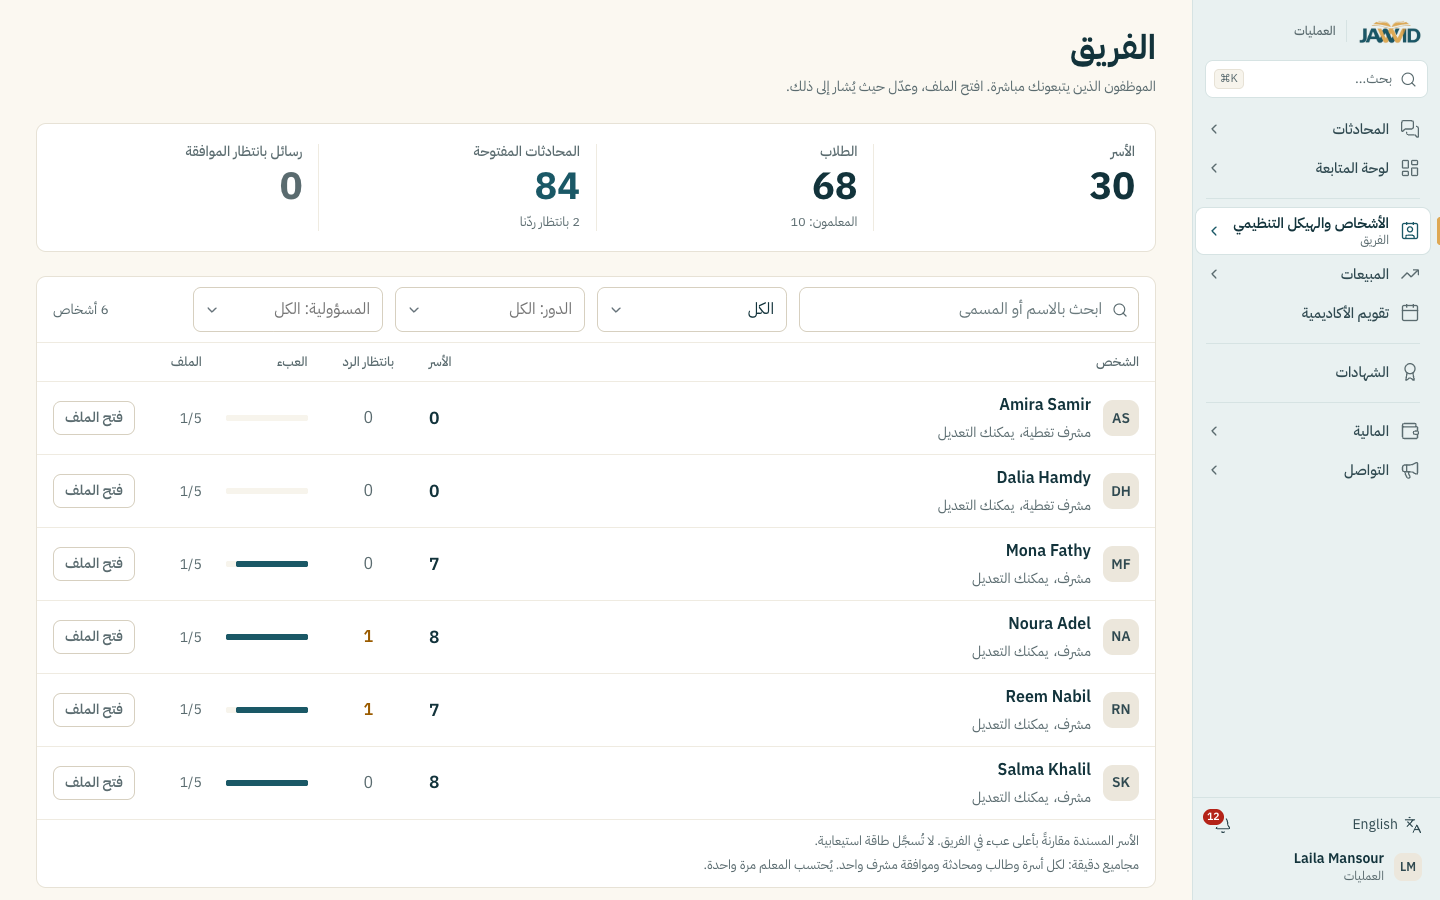 JAWID
العمليات
بحث...
⌘K
المحادثات
لوحة المتابعة
الأشخاص والهيكل التنظيمي
الفريق
المبيعات
تقويم الأكاديمية
الشهادات
المالية
التواصل
English
12
Laila Mansour
العمليات
LM
الفريق
الموظفون الذين يتبعونك مباشرة. افتح الملف، وعدّل حيث يُشار إلى ذلك.
الأسر
30
الطلاب
68
المعلمون: 10
المحادثات المفتوحة
84
2 بانتظار ردّنا
رسائل بانتظار الموافقة
0
ابحث بالاسم أو المسمى
الكل
الدور: الكل
المسؤولية: الكل
6 أشخاص
الشخص الأسر بانتظار الرد العبء الملف
AS Amira Samir 0 0 1/5 فتح الملف
مشرف تغطية، يمكنك التعديل
DH Dalia Hamdy 0 0 1/5 فتح الملف
مشرف تغطية، يمكنك التعديل
MF Mona Fathy 7 0 1/5 فتح الملف
مشرف، يمكنك التعديل
NA Noura Adel 8 1 1/5 فتح الملف
مشرف، يمكنك التعديل
RN Reem Nabil 7 1 1/5 فتح الملف
مشرف، يمكنك التعديل
SK Salma Khalil 8 0 1/5 فتح الملف
مشرف، يمكنك التعديل
الأسر المسندة مقارنةً بأعلى عبء في الفريق. لا تُسجَّل طاقة استيعابية.
مجاميع دقيقة: لكل أسرة وطالب ومحادثة وموافقة مشرف واحد. يُحتسب المعلم مرة واحدة.